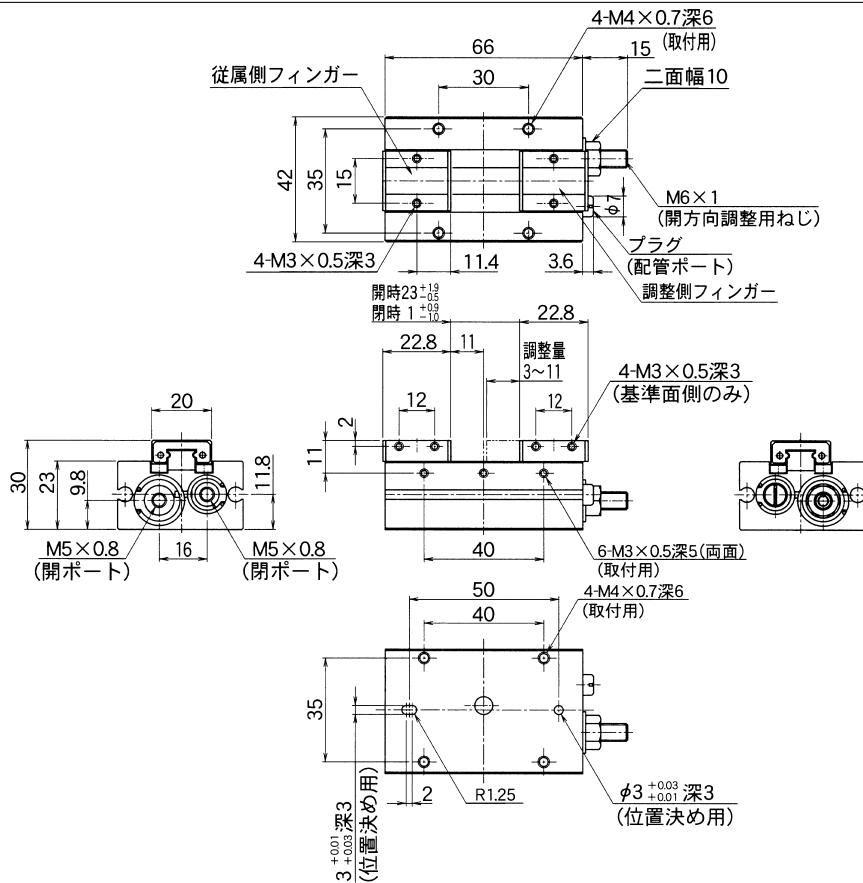 4-M4×0.7深6
(取付用)
66
15
従属側フィンガー
30
二面幅10
42
35
15
φ7
M6×1
(開方向調整用ねじ)
プラグ
(配管ポート)
4-M3×0.5深3
11.4
3.6
調整側フィンガー
開時23 +1.9 -0.5
閉時 1 +0.9 -1.0
22.8
22.8
11
調整量
3~11
4-M3×0.5深3
(基準面側のみ)
12
12
2
11
20
30
23
9.8
11.8
M5×0.8
(開ポート)
16
M5×0.8
(閉ポート)
40
6-M3×0.5深5(両面)
(取付用)
50
4-M4×0.7深6
(取付用)
40
35
3 +0.01 +0.03 深3
(位置決め用)
2
R1.25
φ3 +0.03 +0.01 深3
(位置決め用)